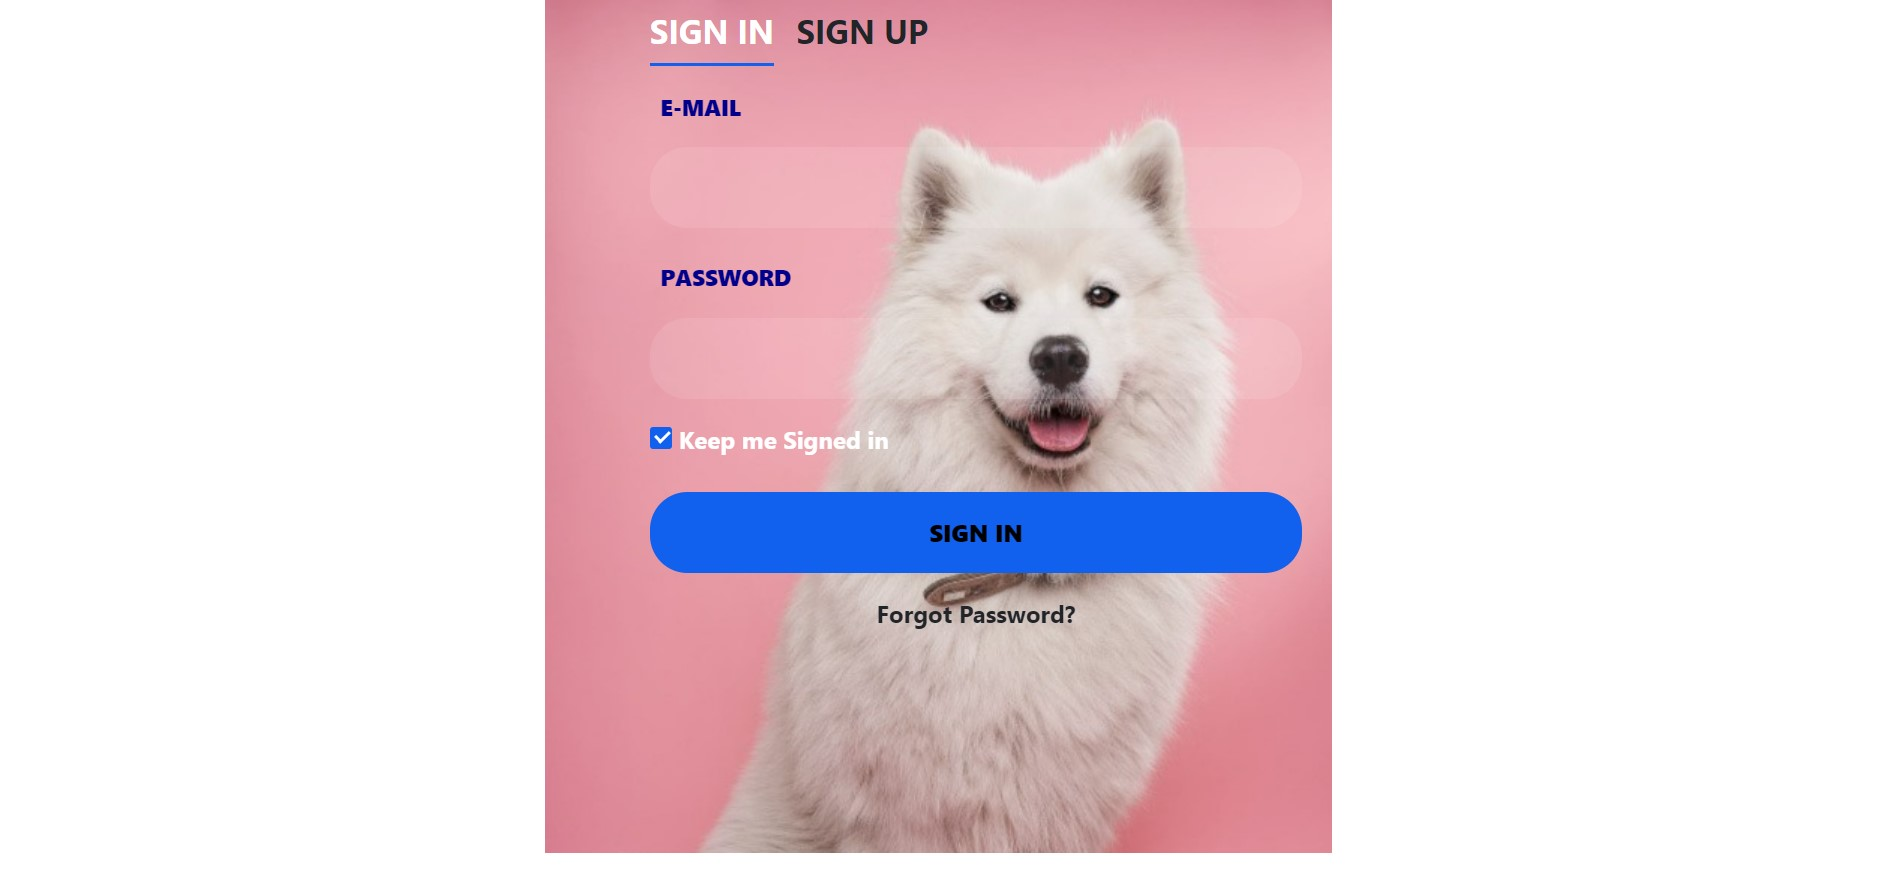 SIGN IN SIGN UP
E-MAIL
PASSWORD
Keep me Signed in
SIGN IN
Forgot Password?